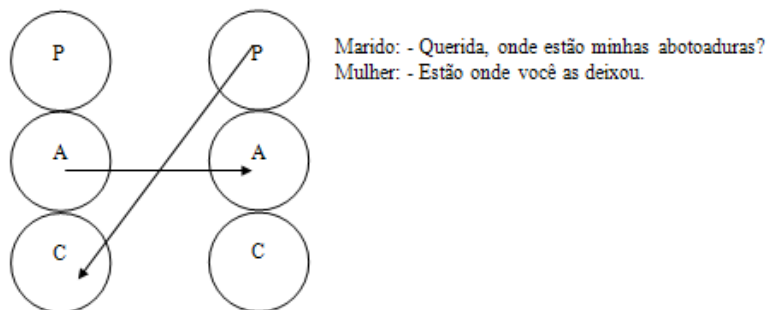 P P
Marido: - Querida, onde estão minhas abotoaduras?
Mulher: - Estão onde você as deixou.
A A
C C